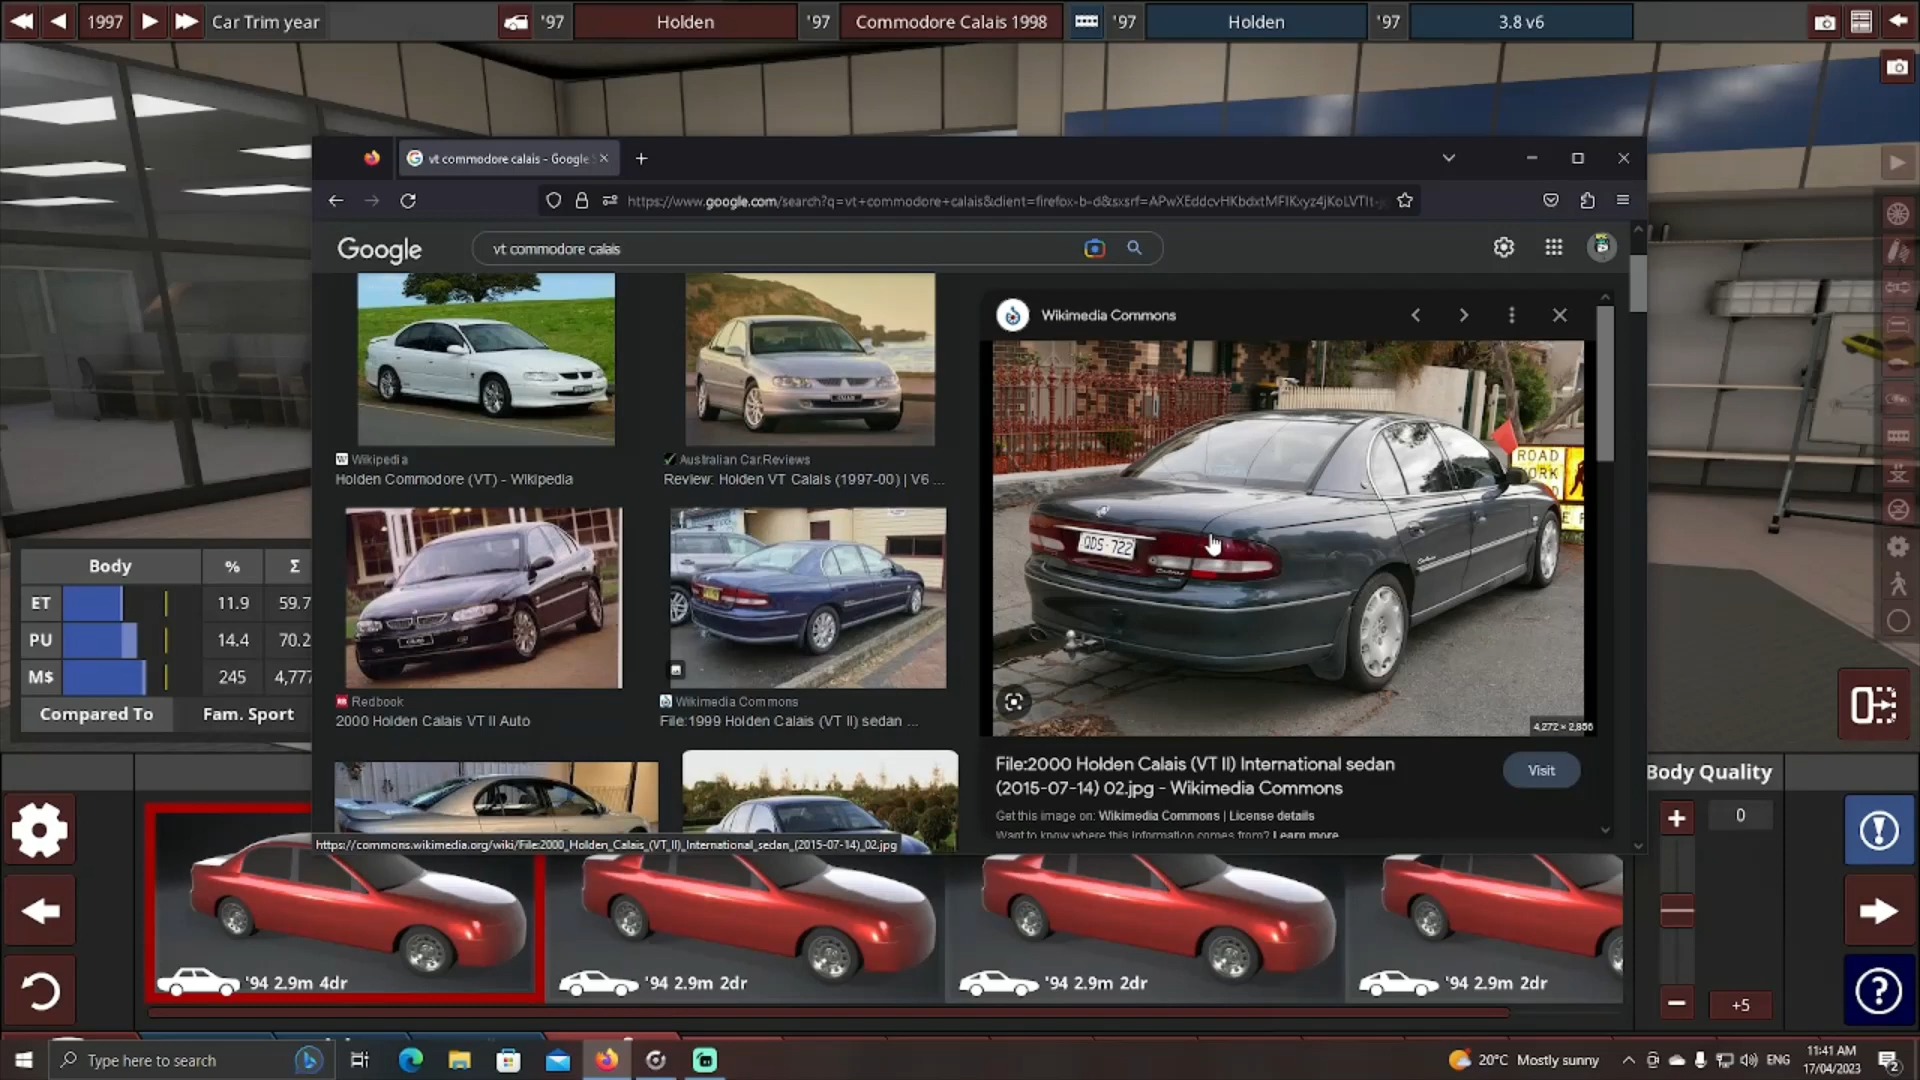 1997
Car Trim year
'97
Holden
'97
Commodore Calais 1998
'97
Holden
'97
3.8 v6
vt commodore calais - Google
https://www.google.com/search?q=vt+commodore+calais&client=firefox-b-d&sxsrf=APwXEddcvHKbdxtMFIKxyz4jKoLVTIt-
Google
vt commodore calais
Wikipedia
Holden Commodore (VT) - Wikipedia
Australian Car.Reviews
Review: Holden VT Calais (1997-00) | V6 ...
Redbook
2000 Holden Calais VT II Auto
Wikimedia Commons
File:1999 Holden Calais (VT II) sedan ...
Wikimedia Commons
ROAD
WORK
QDS-722
4,272 × 2,856
File:2000 Holden Calais (VT II) International sedan
(2015-07-14) 02.jpg - Wikimedia Commons
Visit
Get this image on: Wikimedia Commons | License details
Want to know where this information comes from? Learn more
https://commons.wikimedia.org/wiki/File:2000_Holden_Calais_(VT_II)_International_sedan_(2015-07-14)_02.jpg
Body
%
Σ
ET
11.9
59.7
PU
14.4
70.2
M$
245
4,777
Compared To
Fam. Sport
Body Quality
0
+5
'94 2.9m 4dr
'94 2.9m 2dr
'94 2.9m 2dr
'94 2.9m 2dr
Type here to search
20°C Mostly sunny
ENG
11:41 AM
17/04/2023
2